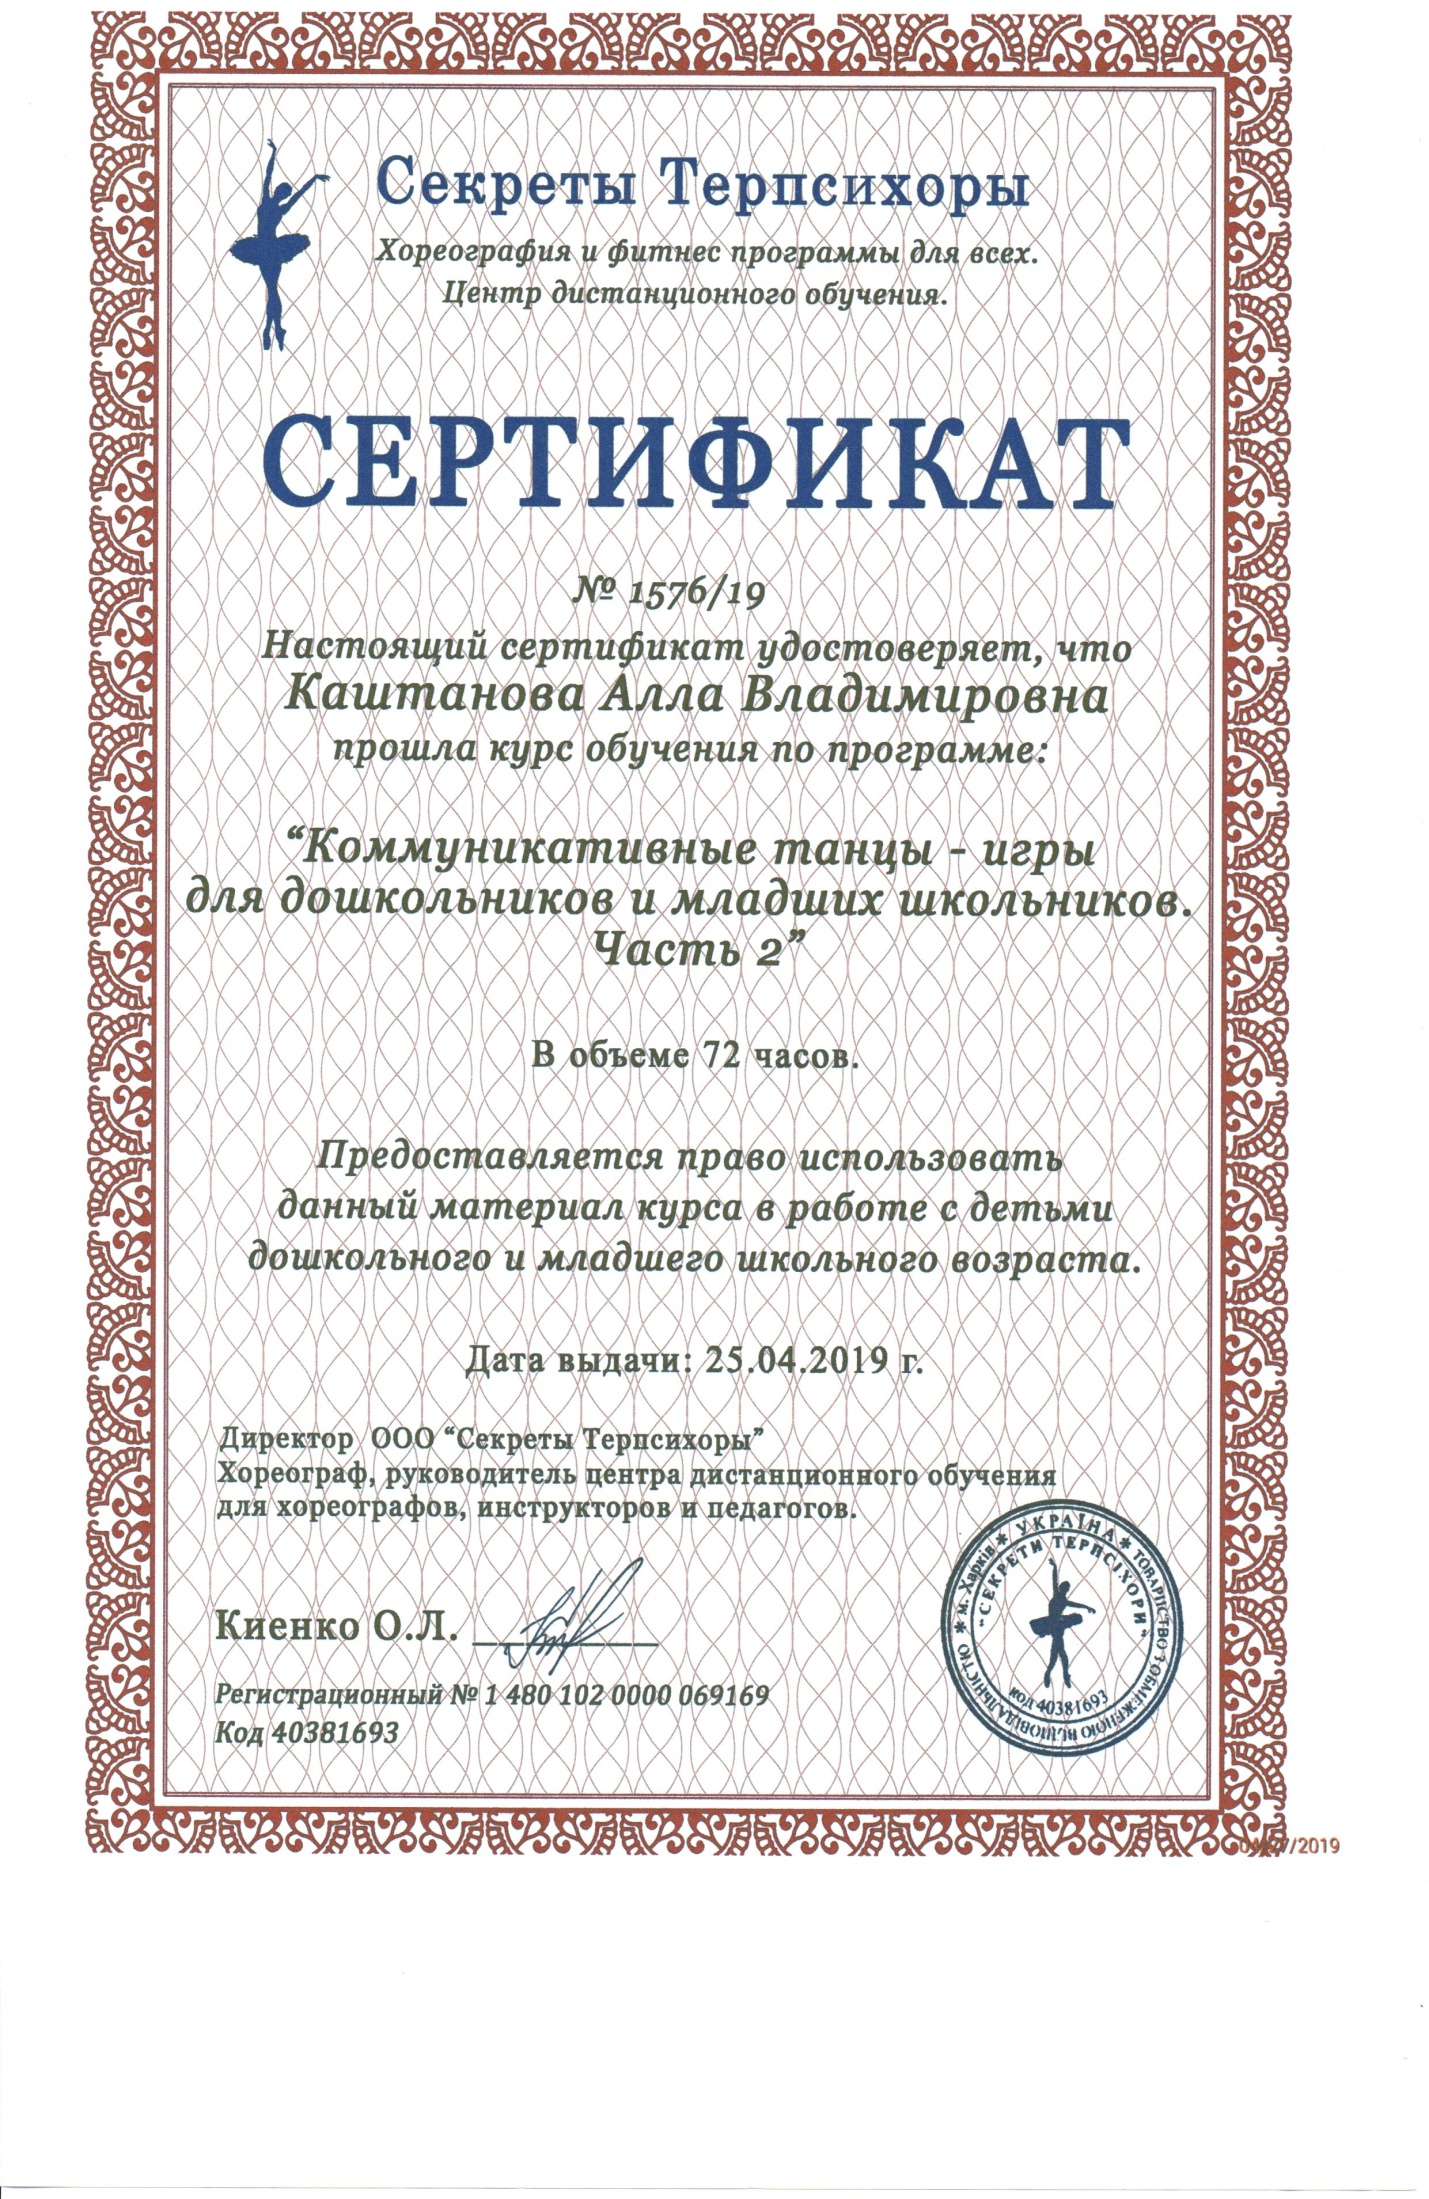 Секреты Терпсихоры
Хореография и фитнес программы для всех.
Центр дистанционного обучения.
СЕРТИФИКАТ
№ 1576/19
Настоящий сертификат удостоверяет, что
Каштанова Алла Владимировна
прошла курс обучения по программе:
“Коммуникативные танцы - игры
для дошкольников и младших школьников.
Часть 2”
В объеме 72 часов.
Предоставляется право использовать
данный материал курса в работе с детьми
дошкольного и младшего школьного возраста.
Дата выдачи: 25.04.2019 г.
Директор ООО “Секреты Терпсихоры”
Хореограф, руководитель центра дистанционного обучения
для хореографов, инструкторов и педагогов.
Киенко О.Л.
Регистрационный № 1 480 102 0000 069169
Код 40381693
* м. Харків * УКРАЇНА * ТОВАРИСТВО З ОБМЕЖЕНОЮ ВІДПОВІДАЛЬНІСТЮ
"СЕКРЕТИ ТЕРПСІХОРИ"
код 40381693
/2019